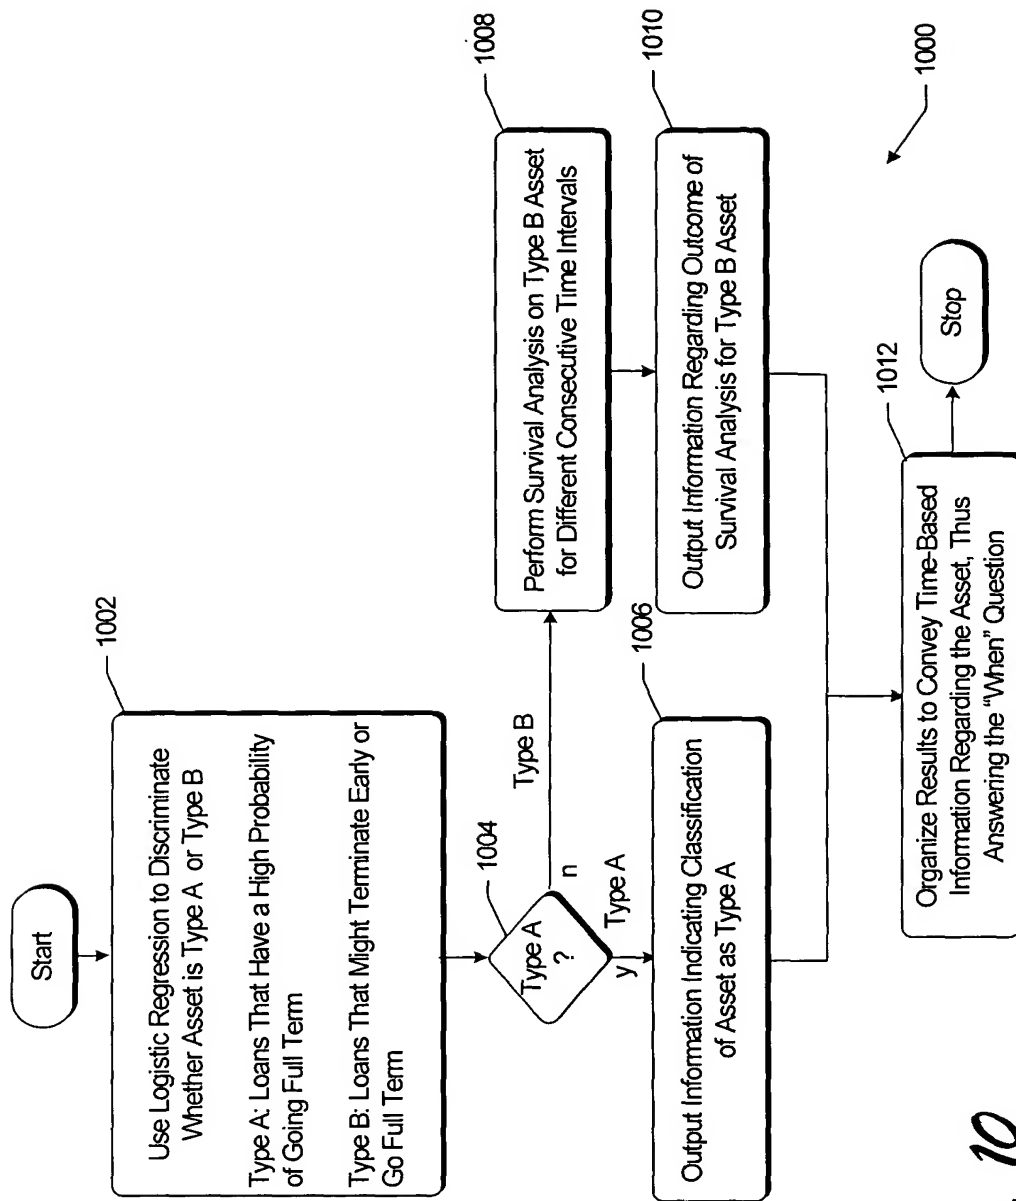 Start
1002
Use Logistic Regression to Discriminate
Whether Asset is Type A or Type B
Type A: Loans That Have a High Probability
of Going Full Term
Type B: Loans That Might Terminate Early or
Go Full Term
1004
Type A
?
n
Type B
y
Type A
1006
Output Information Indicating Classification
of Asset as Type A
1008
Perform Survival Analysis on Type B Asset
for Different Consecutive Time Intervals
1010
Output Information Regarding Outcome of
Survival Analysis for Type B Asset
1012
Organize Results to Convey Time-Based
Information Regarding the Asset, Thus
Answering the "When" Question
Stop
1000
10